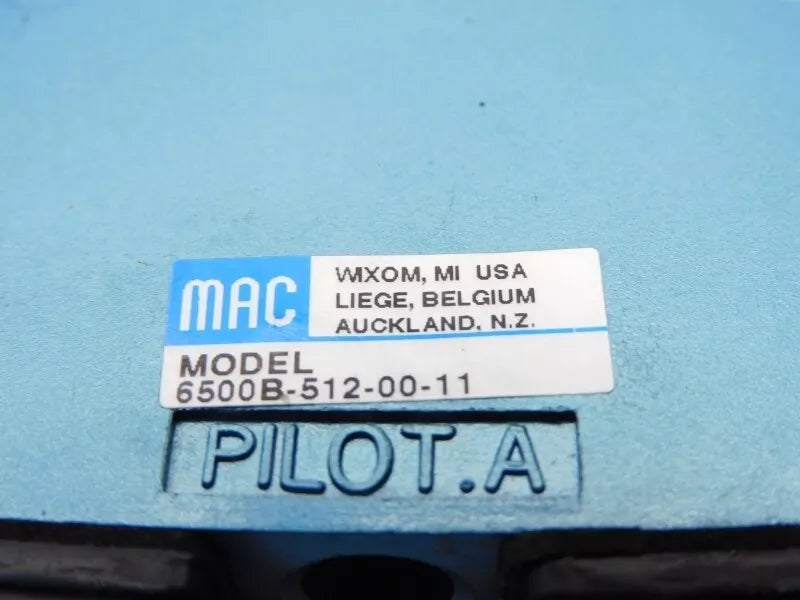 MAC
WIXOM, MI USA
LIEGE, BELGIUM
AUCKLAND, N.Z.
MODEL
6500B-512-00-11
PILOT.A